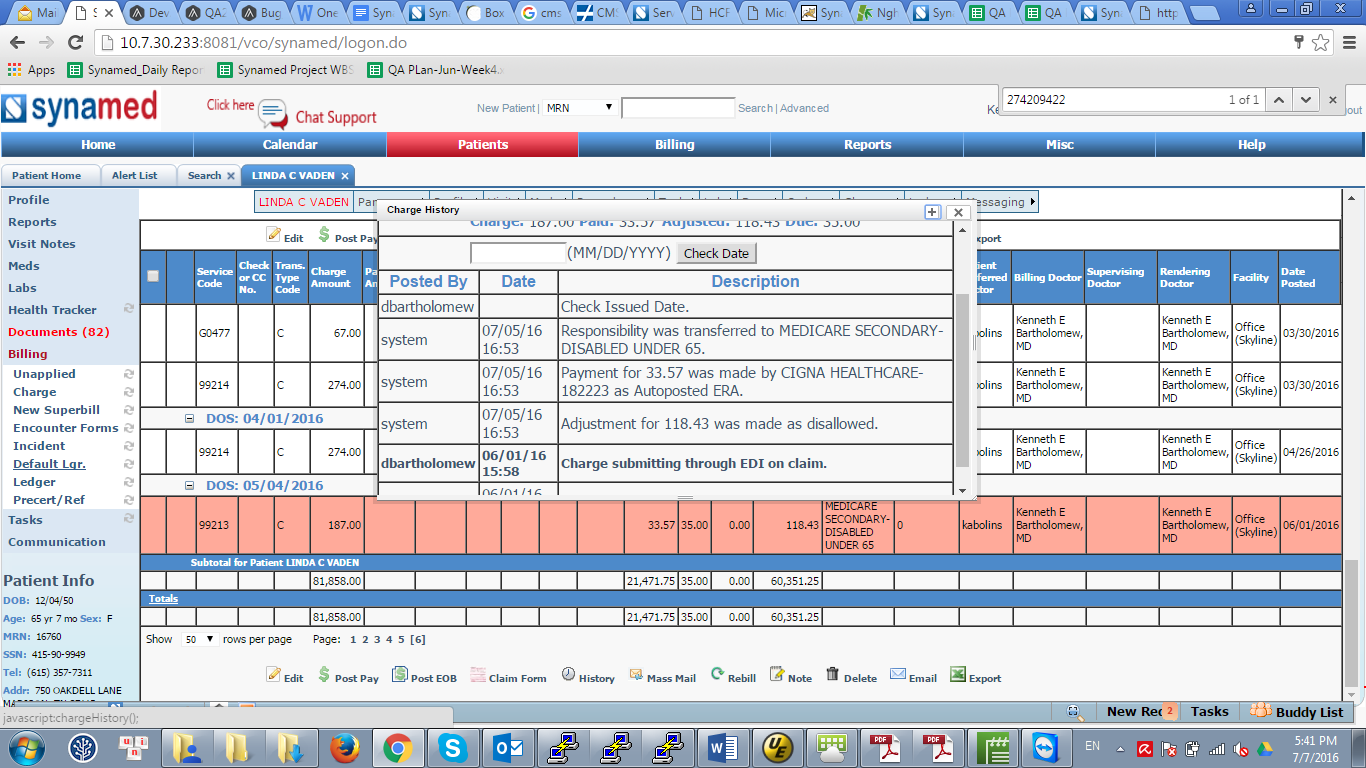 Mai S Dev QA2 Bug One Syn Syn Box cms CMS Serv HCF Mic Syn Ngh Syn QA QA Syn http
10.7.30.233:8081/vco/synamed/logon.do
Apps Synamed_Daily Repor Synamed Project WBS QA PLan-Jun-Week4.
synamed Click here Chat Support New Patient | MRN Search | Advanced 274209422 1 of 1
Home Calendar Patients Billing Reports Misc Help
Patient Home Alert List Search LINDA C VADEN
Profile
Reports
Visit Notes
Meds
Labs
Health Tracker
Documents (82)
Billing
Unapplied
Charge
New Superbill
Encounter Forms
Incident
Default Lgr.
Ledger
Precert/Ref
Tasks
Communication
Patient Info
DOB: 12/04/50
Age: 65 yr 7 mo Sex: F
MRN: 16760
SSN: 415-90-9949
Tel: (615) 357-7311
Addr: 750 OAKDELL LANE
LINDA C VADEN Messaging
Edit Post Pay Export
Service Code Check or CC No. Trans. Type Code Charge Amount Billing Doctor Supervising Doctor Rendering Doctor Facility Date Posted
G0477 C 67.00 Kenneth E Bartholomew, MD Kenneth E Bartholomew, MD Office (Skyline) 03/30/2016
99214 C 274.00 Kenneth E Bartholomew, MD Kenneth E Bartholomew, MD Office (Skyline) 03/30/2016
DOS: 04/01/2016
99214 C 274.00 Kenneth E Bartholomew, MD Kenneth E Bartholomew, MD Office (Skyline) 04/26/2016
DOS: 05/04/2016
99213 C 187.00 33.57 35.00 0.00 118.43 MEDICARE SECONDARY-DISABLED UNDER 65 0 kabolins Kenneth E Bartholomew, MD Kenneth E Bartholomew, MD Office (Skyline) 06/01/2016
Subtotal for Patient LINDA C VADEN
81,858.00 21,471.75 35.00 0.00 60,351.25
Totals
81,858.00 21,471.75 35.00 0.00 60,351.25
Show 50 rows per page Page: 1 2 3 4 5 [6]
Edit Post Pay Post EOB Claim Form History Mass Mail Rebill Note Delete Email Export
Charge History
Charge: 187.00 Paid: 33.57 Adjusted: 118.43 Due: 35.00
(MM/DD/YYYY) Check Date
Posted By Date Description
dbartholomew Check Issued Date.
system 07/05/16 16:53 Responsibility was transferred to MEDICARE SECONDARY-DISABLED UNDER 65.
system 07/05/16 16:53 Payment for 33.57 was made by CIGNA HEALTHCARE-182223 as Autoposted ERA.
system 07/05/16 16:53 Adjustment for 118.43 was made as disallowed.
dbartholomew 06/01/16 15:58 Charge submitting through EDI on claim.
06/01/16
javascript:chargeHistory();
New Rec 2 Tasks Buddy List
EN 5:41 PM
7/7/2016